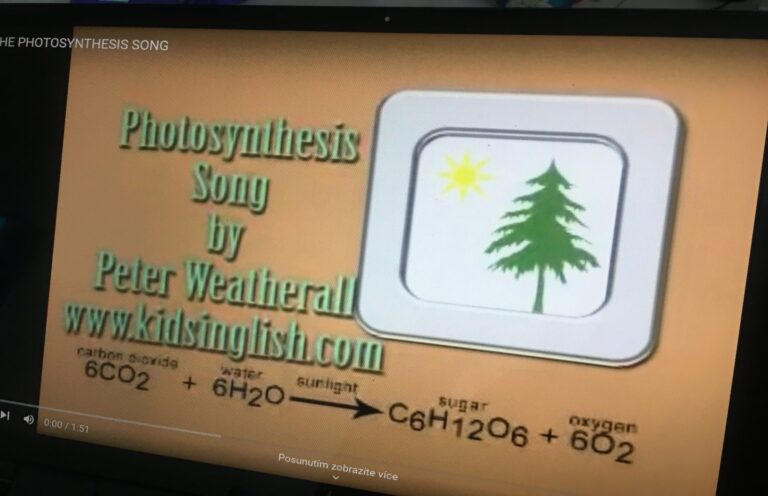 HE PHOTOSYNTHESIS SONG
Photosynthesis
Song
by
Peter Weatherall
www.kidsinglish.com
carbon dioxide water sunlight sugar oxygen
6CO2 + 6H2O → C6H12O6 + 6O2
0:00 / 1:51
Posunutím zobrazíte více